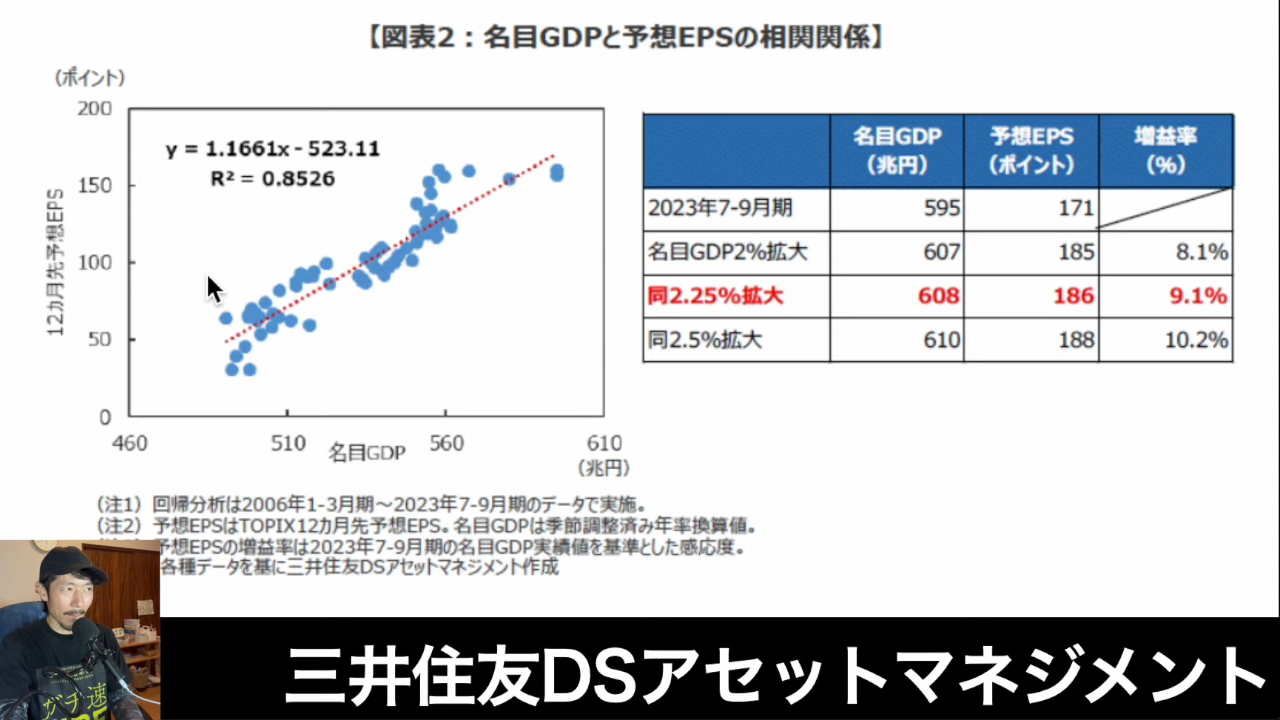 【図表2：名目GDPと予想EPSの相関関係】
（ポイント）
200
150
100
50
0
12カ月先予想EPS
y = 1.1661x - 523.11
R² = 0.8526
460
510
560
610
名目GDP
（兆円）
名目GDP（兆円） 予想EPS（ポイント） 増益率（%）
2023年7-9月期 595 171
名目GDP2%拡大 607 185 8.1%
同2.25%拡大 608 186 9.1%
同2.5%拡大 610 188 10.2%
（注1）回帰分析は2006年1-3月期～2023年7-9月期のデータで実施。
（注2）予想EPSはTOPIX12カ月先予想EPS。名目GDPは季節調整済み年率換算値。
予想EPSの増益率は2023年7-9月期の名目GDP実績値を基準とした感応度。
各種データを基に三井住友DSアセットマネジメント作成
ガチ速
三井住友DSアセットマネジメント